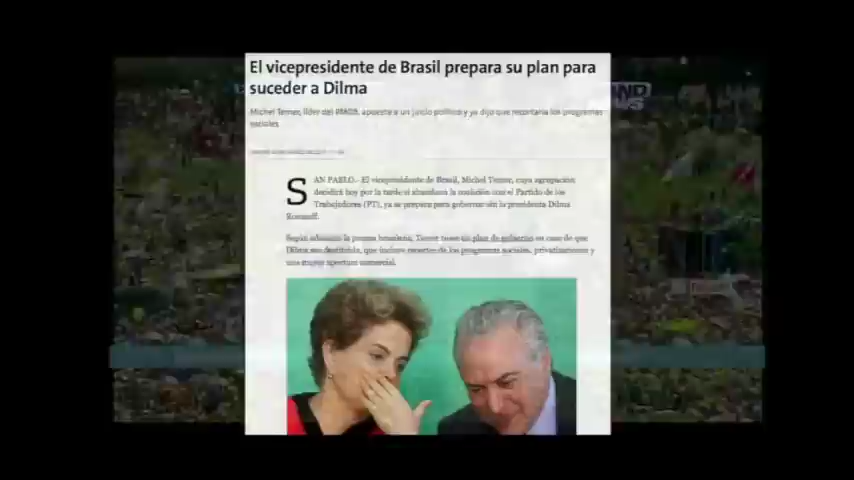 El vicepresidente de Brasil prepara su plan para
suceder a Dilma
Michel Temer, líder del PMDB, apuesta a un juicio político y ya dijo que recortaría los programas
sociales
SAN PABLO.- El vicepresidente de Brasil, Michel Temer, cuya agrupación
decidirá hoy por la tarde si abandona la coalición con el Partido de los
Trabajadores (PT), ya se prepara para gobernar sin la presidenta Dilma
Rousseff.
Según adelantó la prensa brasileña, Temer tiene un plan de gobierno en caso de que
Dilma sea destituida, que incluye recortes de los programas sociales, privatizaciones y
una mayor apertura comercial.